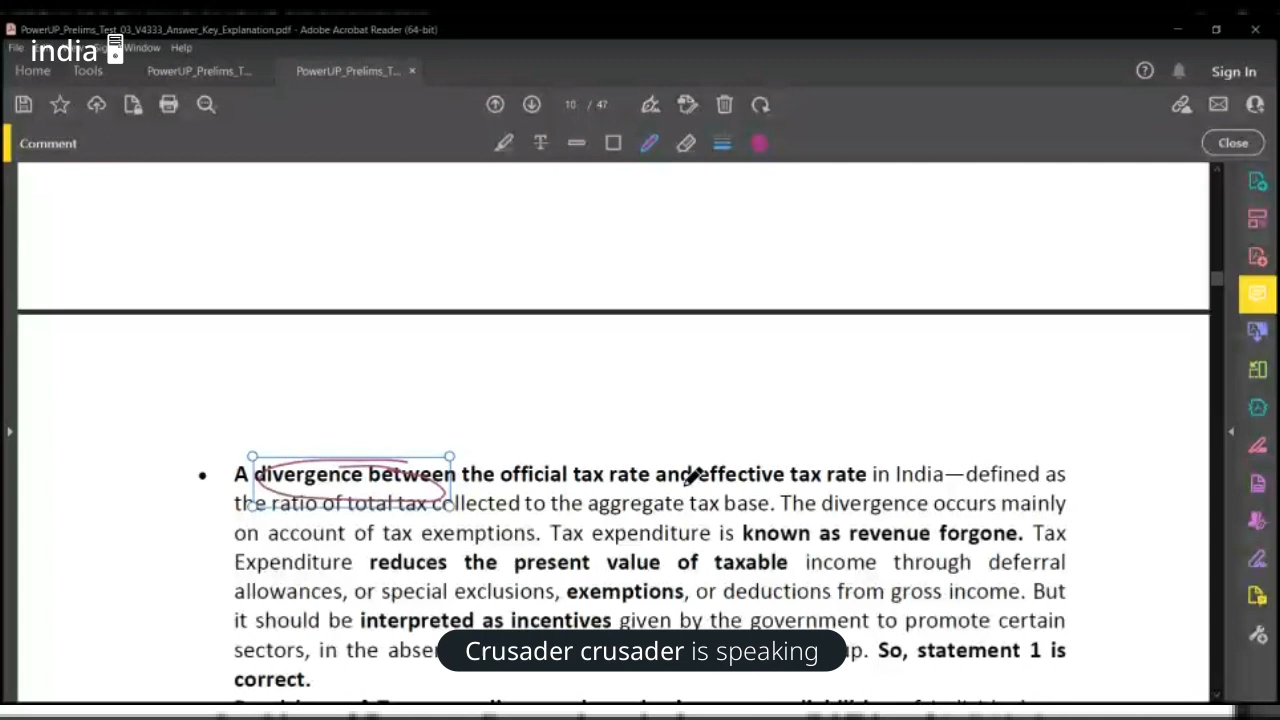 PowerUP_Prelims_Test_03_V4333_Answer_Key_Explanation.pdf - Adobe Acrobat Reader (64-bit)
File Window Help
india
Home Tools PowerUP_Prelims_T... PowerUP_Prelims_T... × Sign In
10 / 47
Comment Close
• A divergence between the official tax rate and effective tax rate in India—defined as
the ratio of total tax collected to the aggregate tax base. The divergence occurs mainly
on account of tax exemptions. Tax expenditure is known as revenue forgone. Tax
Expenditure reduces the present value of taxable income through deferral
allowances, or special exclusions, exemptions, or deductions from gross income. But
it should be interpreted as incentives given by the government to promote certain
sectors, in the So, statement 1 is
correct.
Crusader crusader is speaking